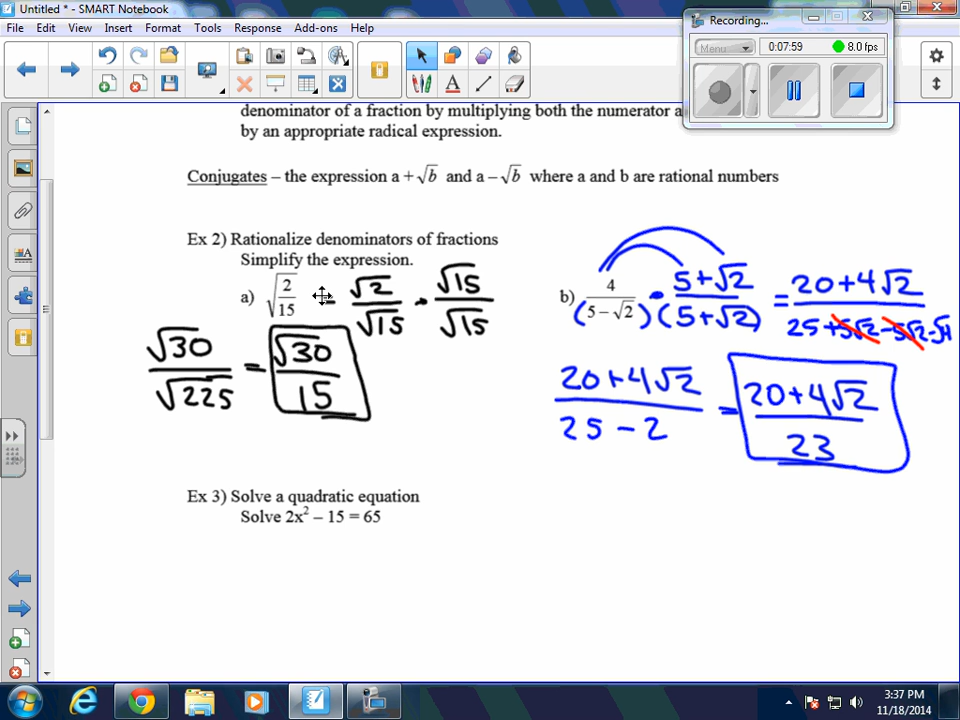 Untitled * - SMART Notebook
File Edit View Insert Format Tools Response Add-ons Help
Recording...
Menu 0:07:59 8.0 fps
denominator of a fraction by multiplying both the numerator a
by an appropriate radical expression.
Conjugates – the expression a + √b and a – √b where a and b are rational numbers
Ex 2) Rationalize denominators of fractions
Simplify the expression.
a) √(2/15) = √2/√15 • √15/√15
√30/√225 = √30/15
b) 4/(5 – √2) • (5+√2)/(5+√2) = (20+4√2)/(25+5√2-5√2-√4
(20+4√2)/(25-2) = (20+4√2)/23
Ex 3) Solve a quadratic equation
Solve 2x² – 15 = 65
3:37 PM
11/18/2014